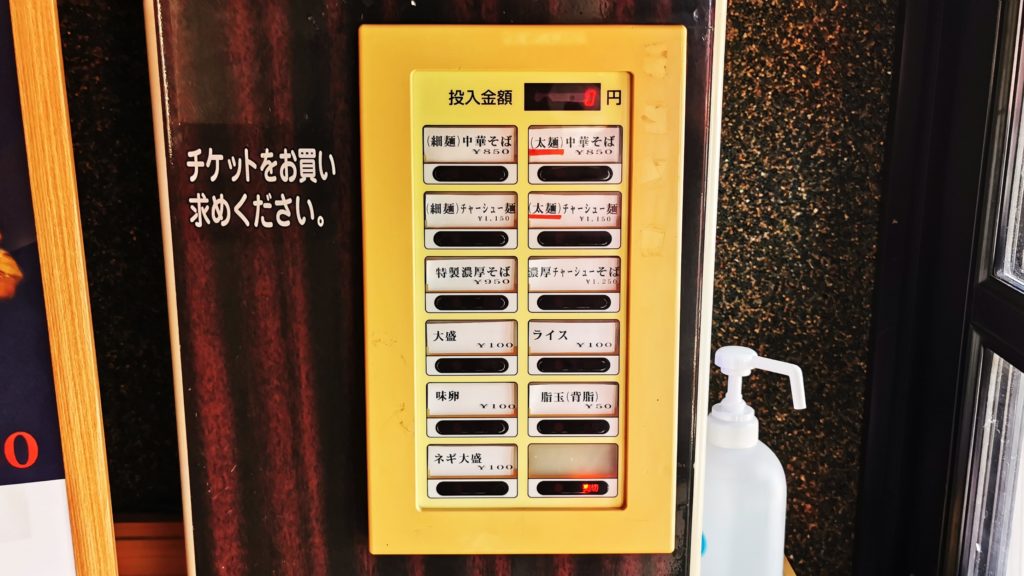 チケットをお買い
求めください。
投入金額 0 円
(細麺)中華そば
¥850
(太麺)中華そば
¥850
(細麺)チャーシュー麺
¥1,150
(太麺)チャーシュー麺
¥1,150
特製濃厚そば
¥950
濃厚チャーシューそば
¥1,250
大盛
¥100
ライス
¥100
味卵
¥100
脂玉(背脂)
¥50
ネギ大盛
¥100
0